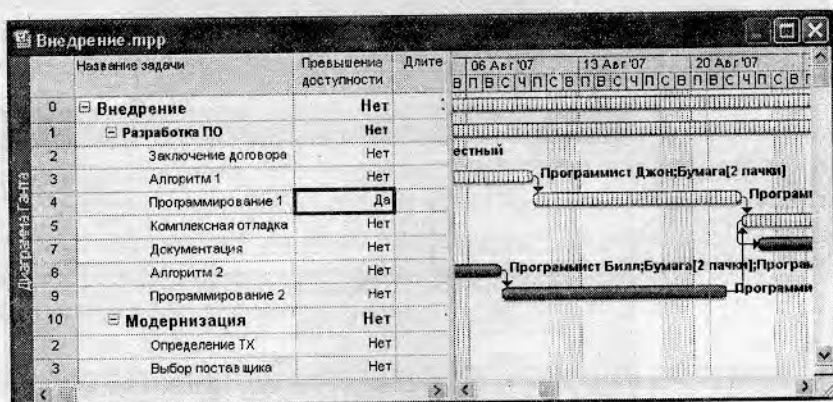 Внедрение.mpp
Название задачи Превышение доступности Длите
06 Авг '07 13 Авг '07 20 Авг '07
В П В С Ч П С В П В С Ч П С В П В С Ч П С В П
0 Внедрение Нет
1 Разработка ПО Нет
2 Заключение договора Нет естный
3 Алгоритм 1 Нет Программист Джон;Бумага[2 пачки]
4 Программирование 1 Да Програм
5 Комплексная отладка Нет
7 Документация Нет
8 Алгоритм 2 Нет Программист Билл;Бумага[2 пачки];Програм
9 Программирование 2 Нет Программи
10 Модернизация Нет
2 Определение ТХ Нет
3 Выбор поставщика Нет
Диаграмма Ганта